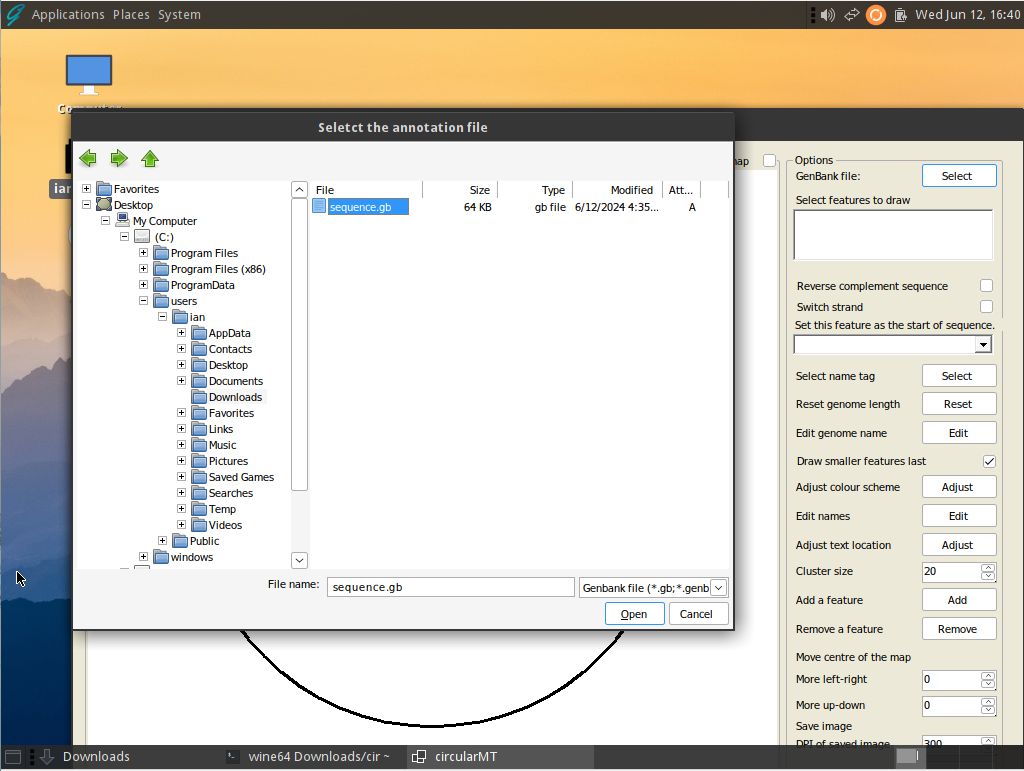 Applications Places System
Wed Jun 12, 16:40
Seletct the annotation file
Favorites
Desktop
My Computer
(C:)
Program Files
Program Files (x86)
ProgramData
users
ian
AppData
Contacts
Desktop
Documents
Downloads
Favorites
Links
Music
Pictures
Saved Games
Searches
Temp
Videos
Public
windows
File Size Type Modified Att...
sequence.gb 64 KB gb file 6/12/2024 4:35... A
File name: sequence.gb Genbank file (*.gb;*.genb
Open Cancel
Options
GenBank file: Select
Select features to draw
Reverse complement sequence
Switch strand
Set this feature as the start of sequence.
Select name tag Select
Reset genome length Reset
Edit genome name Edit
Draw smaller features last
Adjust colour scheme Adjust
Edit names Edit
Adjust text location Adjust
Cluster size 20
Add a feature Add
Remove a feature Remove
Move centre of the map
More left-right 0
More up-down 0
Save image
DPI of saved image 300
Downloads wine64 Downloads/cir ~ circularMT